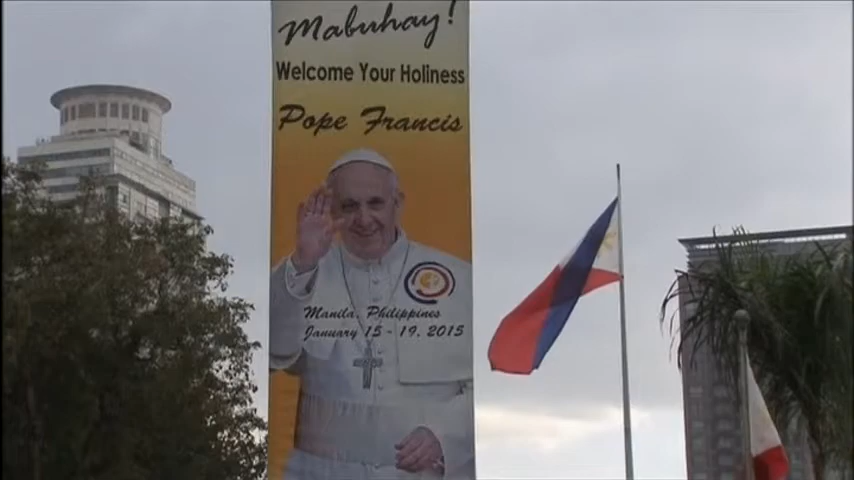 Mabuhay!
Welcome Your Holiness
Pope Francis
Manila, Philippines
January 15 - 19, 2015